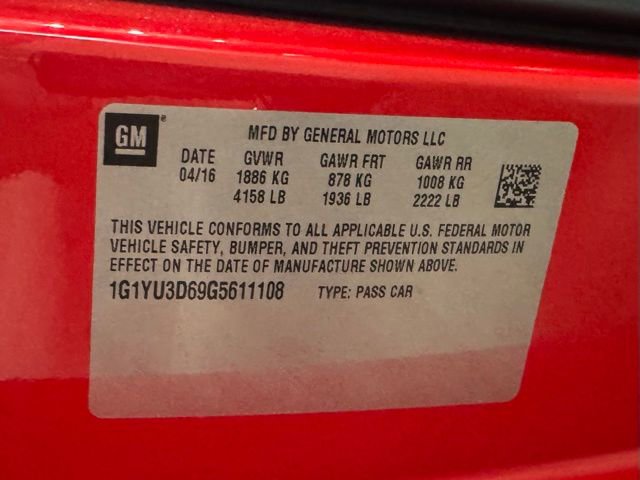 GM ®
MFD BY GENERAL MOTORS LLC
DATE GVWR GAWR FRT GAWR RR
04/16 1886 KG 878 KG 1008 KG
4158 LB 1936 LB 2222 LB
THIS VEHICLE CONFORMS TO ALL APPLICABLE U.S. FEDERAL MOTOR
VEHICLE SAFETY, BUMPER, AND THEFT PREVENTION STANDARDS IN
EFFECT ON THE DATE OF MANUFACTURE SHOWN ABOVE.
1G1YU3D69G5611108 TYPE: PASS CAR